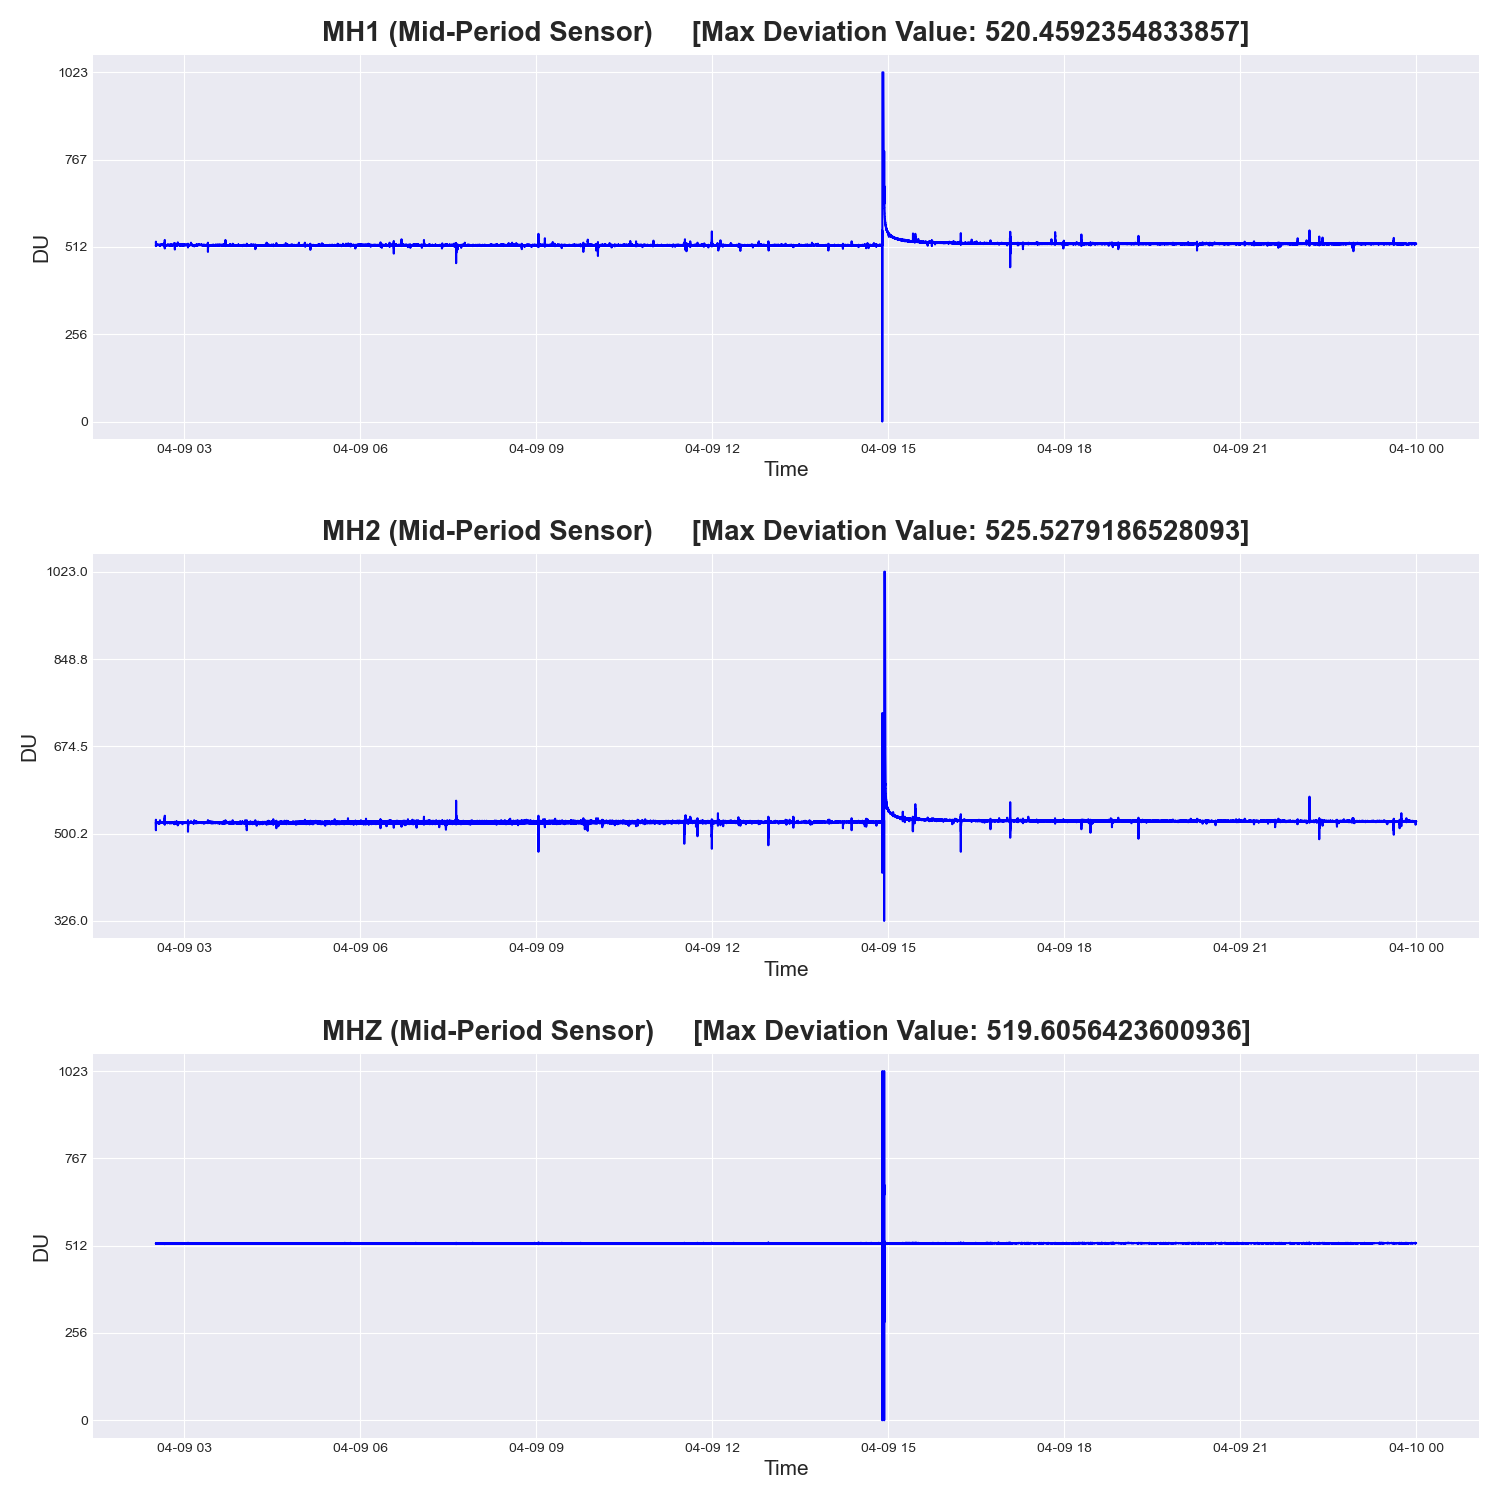 MH1 (Mid-Period Sensor) [Max Deviation Value: 520.4592354833857]
1023
767
512
256
0
DU
04-09 03 04-09 06 04-09 09 04-09 12 04-09 15 04-09 18 04-09 21 04-10 00
Time
MH2 (Mid-Period Sensor) [Max Deviation Value: 525.5279186528093]
1023.0
848.8
674.5
500.2
326.0
DU
04-09 03 04-09 06 04-09 09 04-09 12 04-09 15 04-09 18 04-09 21 04-10 00
Time
MHZ (Mid-Period Sensor) [Max Deviation Value: 519.6056423600936]
1023
767
512
256
0
DU
04-09 03 04-09 06 04-09 09 04-09 12 04-09 15 04-09 18 04-09 21 04-10 00
Time